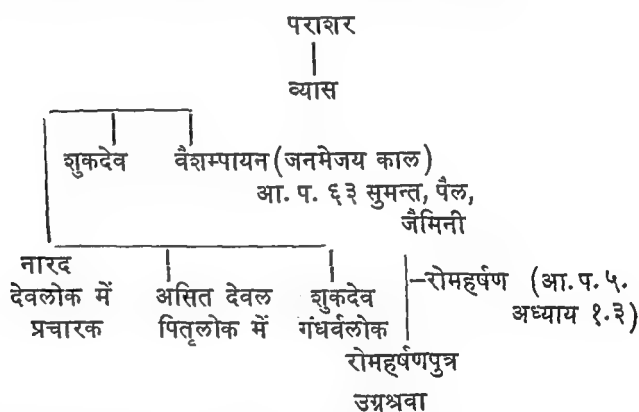 पराशर
व्यास
शुकदेव वैशम्पायन (जनमेजय काल)
आ. प. ६३ सुमन्त, पैल,
जैमिनी
नारद
देवलोक में
प्रचारक
असित देवल
पितृलोक में
शुकदेव
गंधर्वलोक
रोमहर्षण (आ. प. ५.
अध्याय १.३)
रोमहर्षणपुत्र
उग्रश्रवा